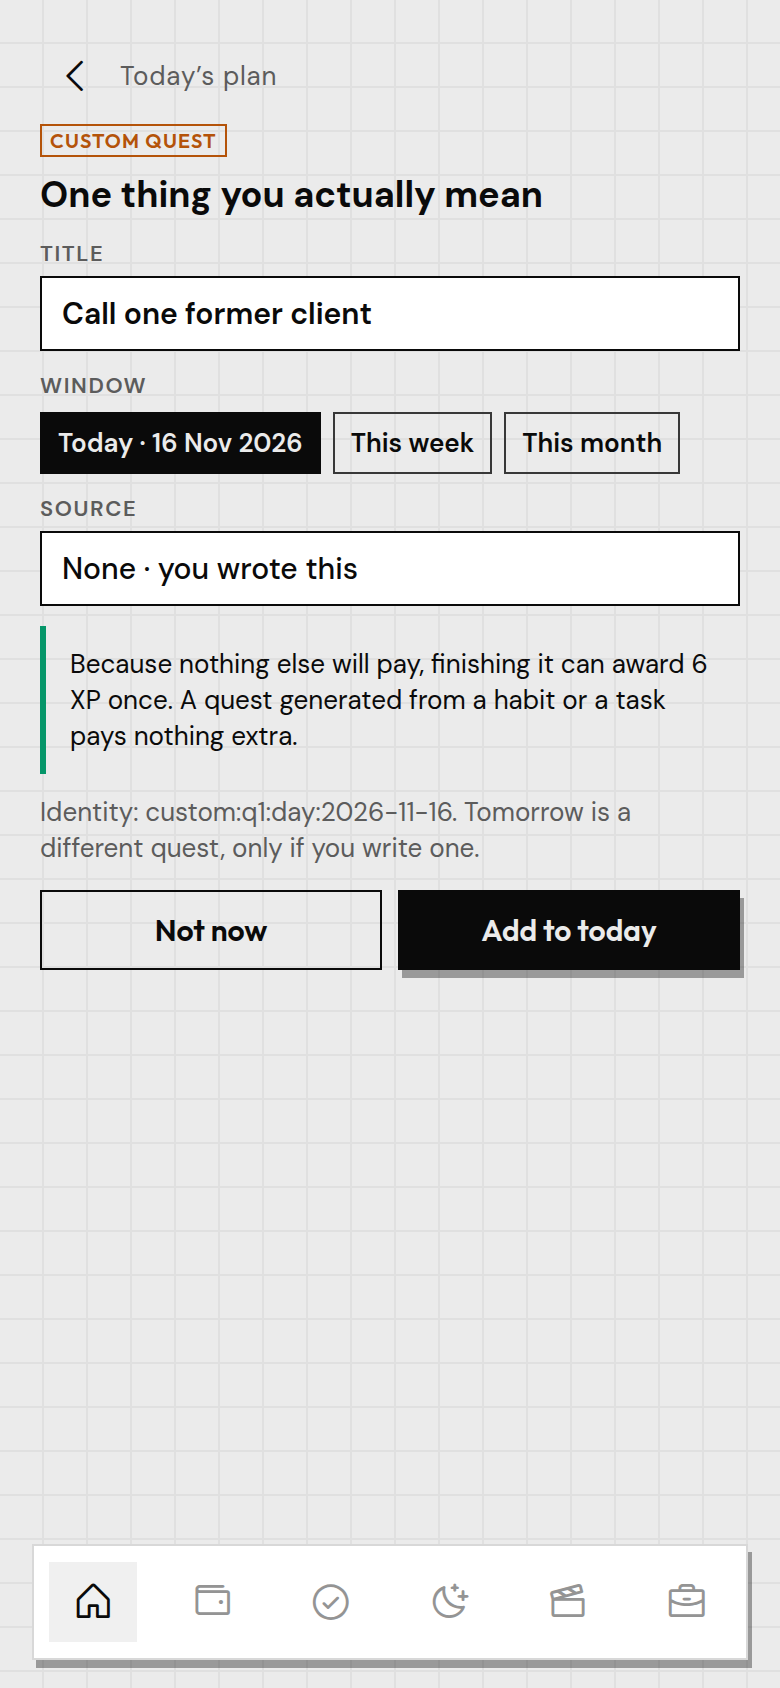 Today’s plan
CUSTOM QUEST
One thing you actually mean
TITLE
Call one former client
WINDOW
Today · 16 Nov 2026
This week
This month
SOURCE
None · you wrote this
Because nothing else will pay, finishing it can award 6
XP once. A quest generated from a habit or a task
pays nothing extra.
Identity: custom:q1:day:2026-11-16. Tomorrow is a
different quest, only if you write one.
Not now
Add to today